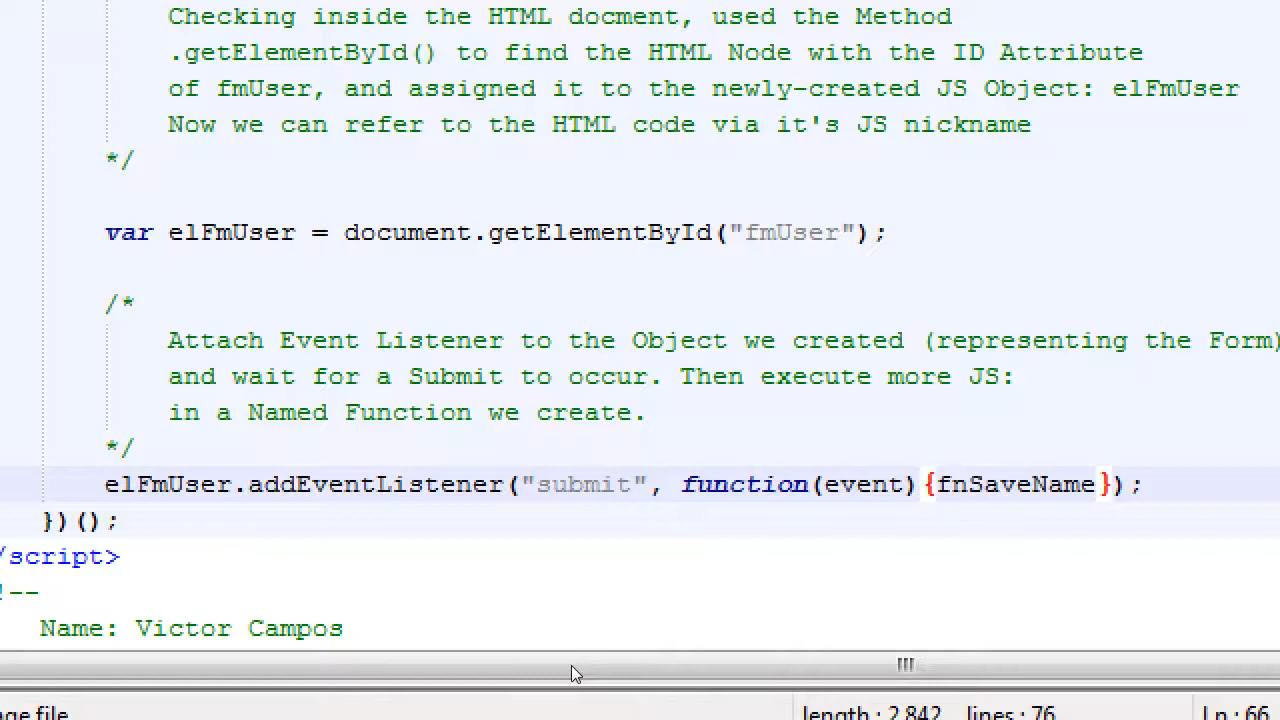 Checking inside the HTML docment, used the Method
.getElementById() to find the HTML Node with the ID Attribute
of fmUser, and assigned it to the newly-created JS Object: elFmUser
Now we can refer to the HTML code via it's JS nickname
*/
var elFmUser = document.getElementById("fmUser");
/*
Attach Event Listener to the Object we created (representing the Form)
and wait for a Submit to occur. Then execute more JS:
in a Named Function we create.
*/
elFmUser.addEventListener("submit", function(event){fnSaveName});
})();
/script>
!--
Name: Victor Campos
age file length : 2,842 lines : 76 Ln : 66